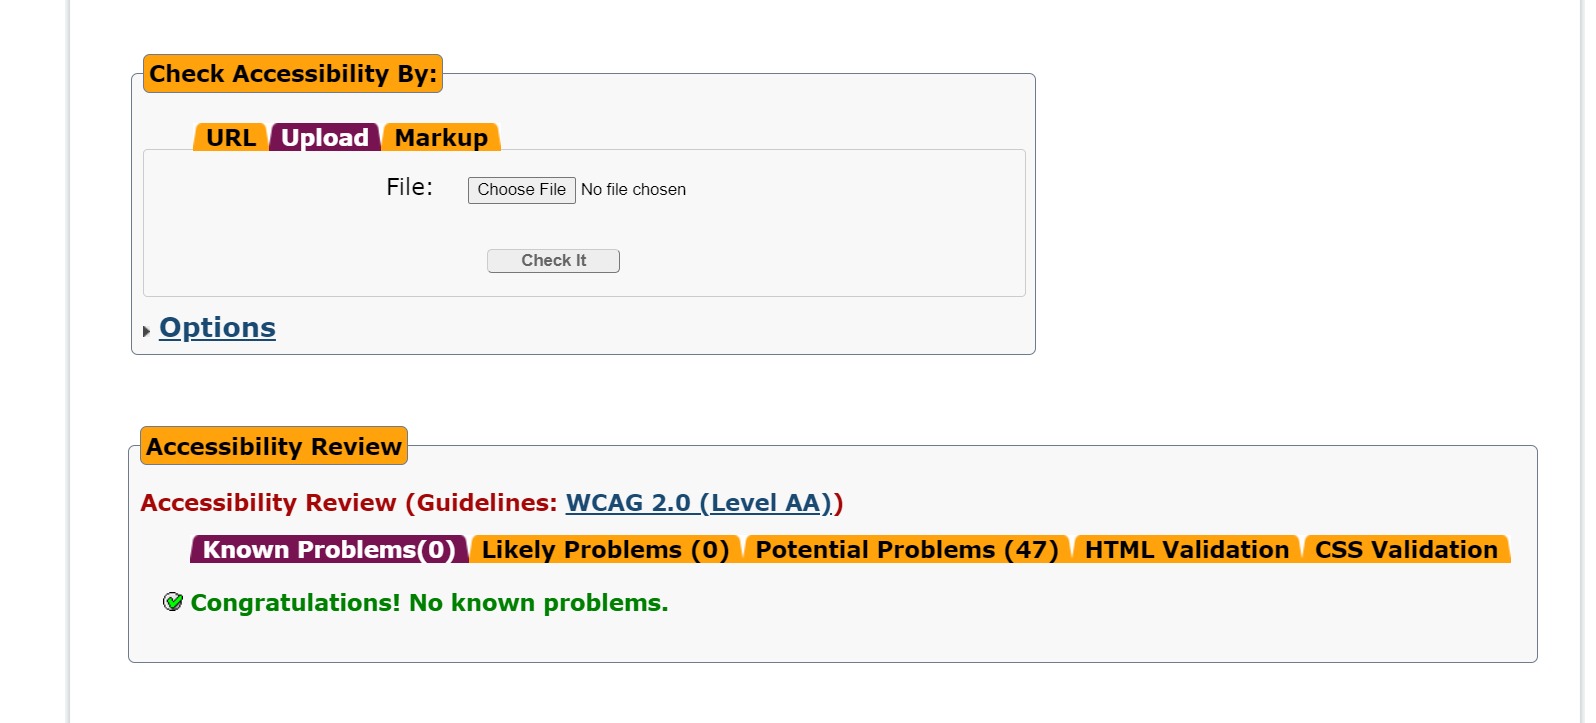 Check Accessibility By:
URL Upload Markup
File: Choose File No file chosen
Check It
Options
Accessibility Review
Accessibility Review (Guidelines: WCAG 2.0 (Level AA))
Known Problems(0) Likely Problems (0) Potential Problems (47) HTML Validation CSS Validation
Congratulations! No known problems.